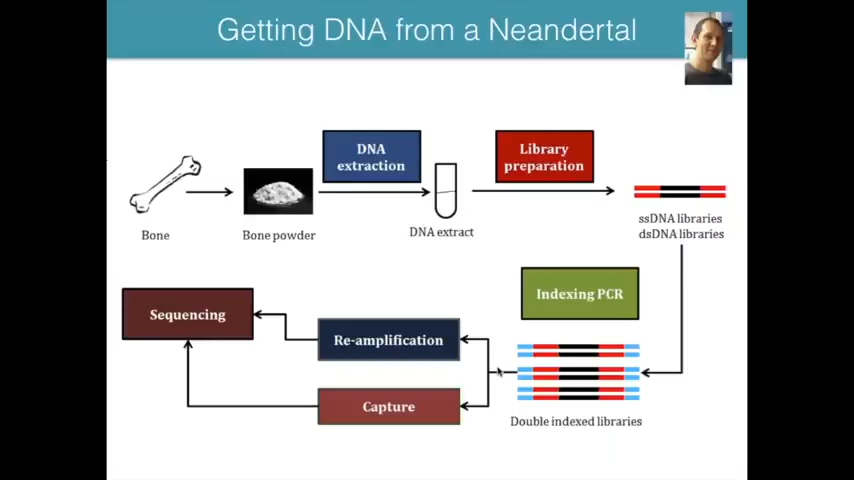 Getting DNA from a Neandertal
DNA
extraction
Library
preparation
Bone
Bone powder
DNA extract
ssDNA libraries
dsDNA libraries
Indexing PCR
Sequencing
Re-amplification
Capture
Double indexed libraries